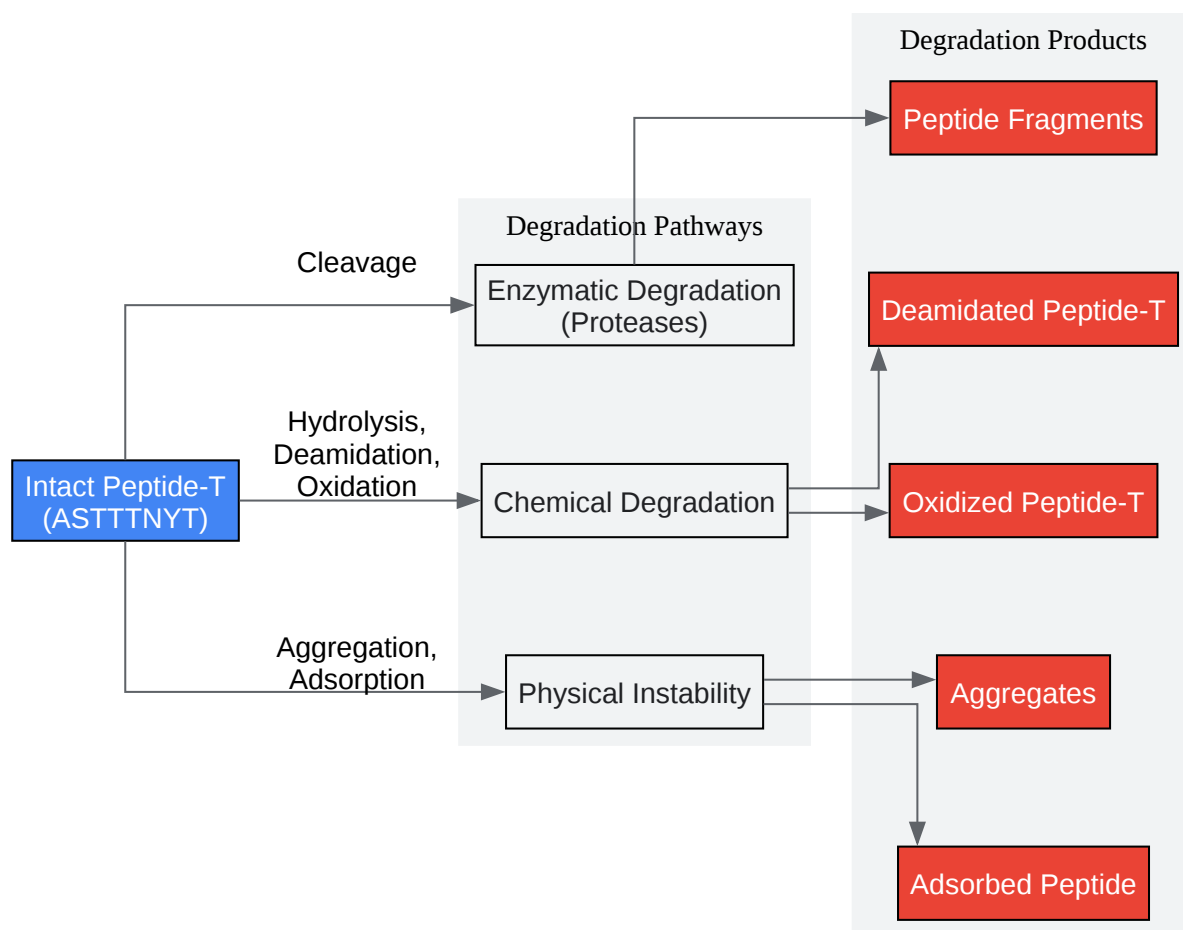 Degradation Products
Peptide Fragments
Degradation Pathways
Cleavage
Enzymatic Degradation
(Proteases)
Deamidated Peptide-T
Hydrolysis,
Deamidation,
Oxidation
Intact Peptide-T
(ASTTTNYT)
Chemical Degradation
Oxidized Peptide-T
Aggregation,
Adsorption
Physical Instability
Aggregates
Adsorbed Peptide